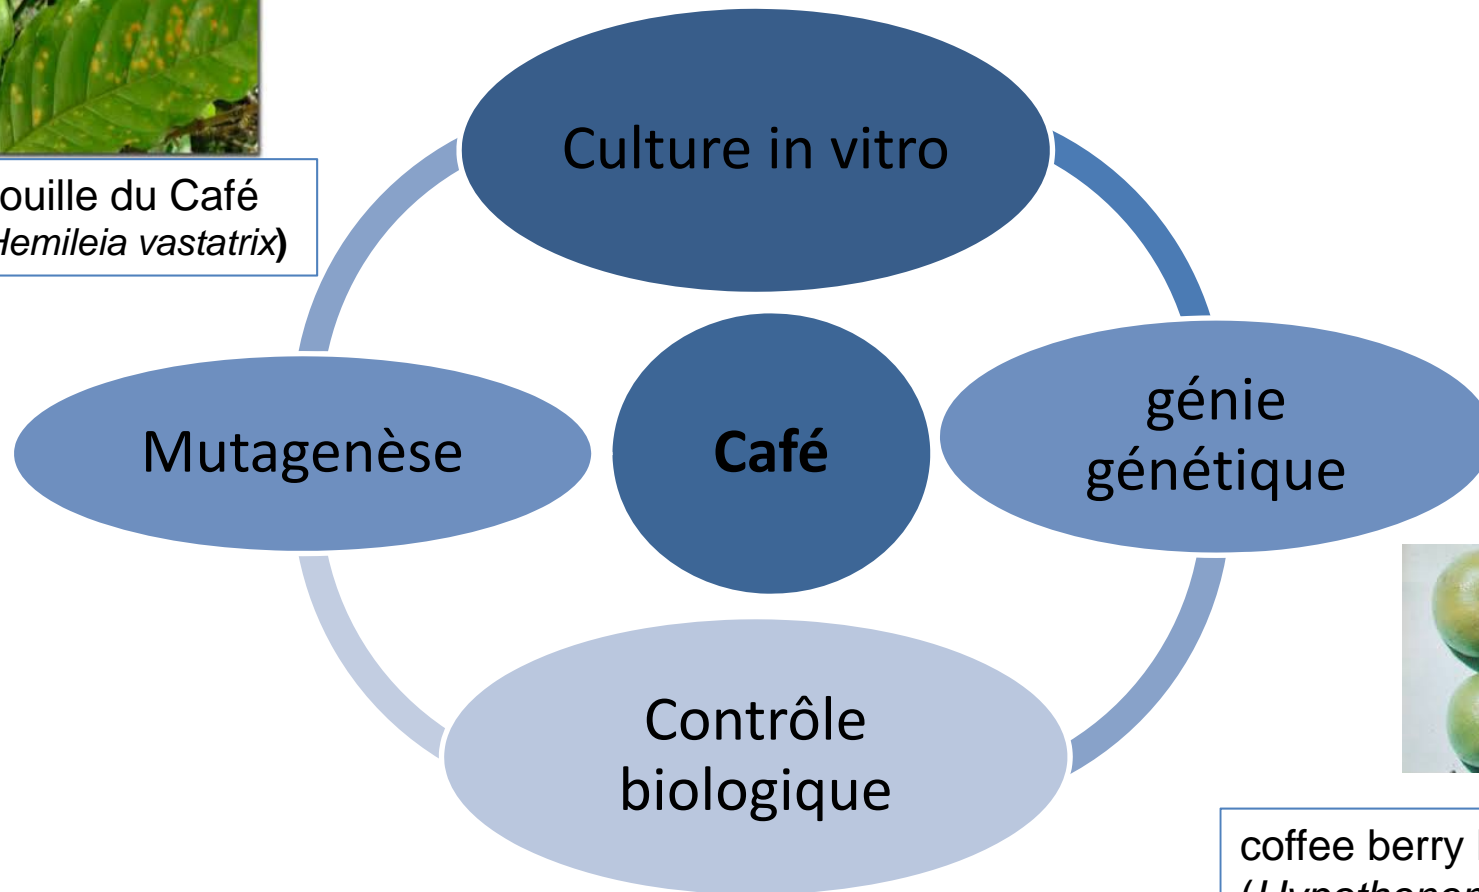 Culture in vitro
ouille du Café
Hemileia vastatrix)
Mutagenèse
Café
génie
génétique
Contrôle
biologique
coffee berry